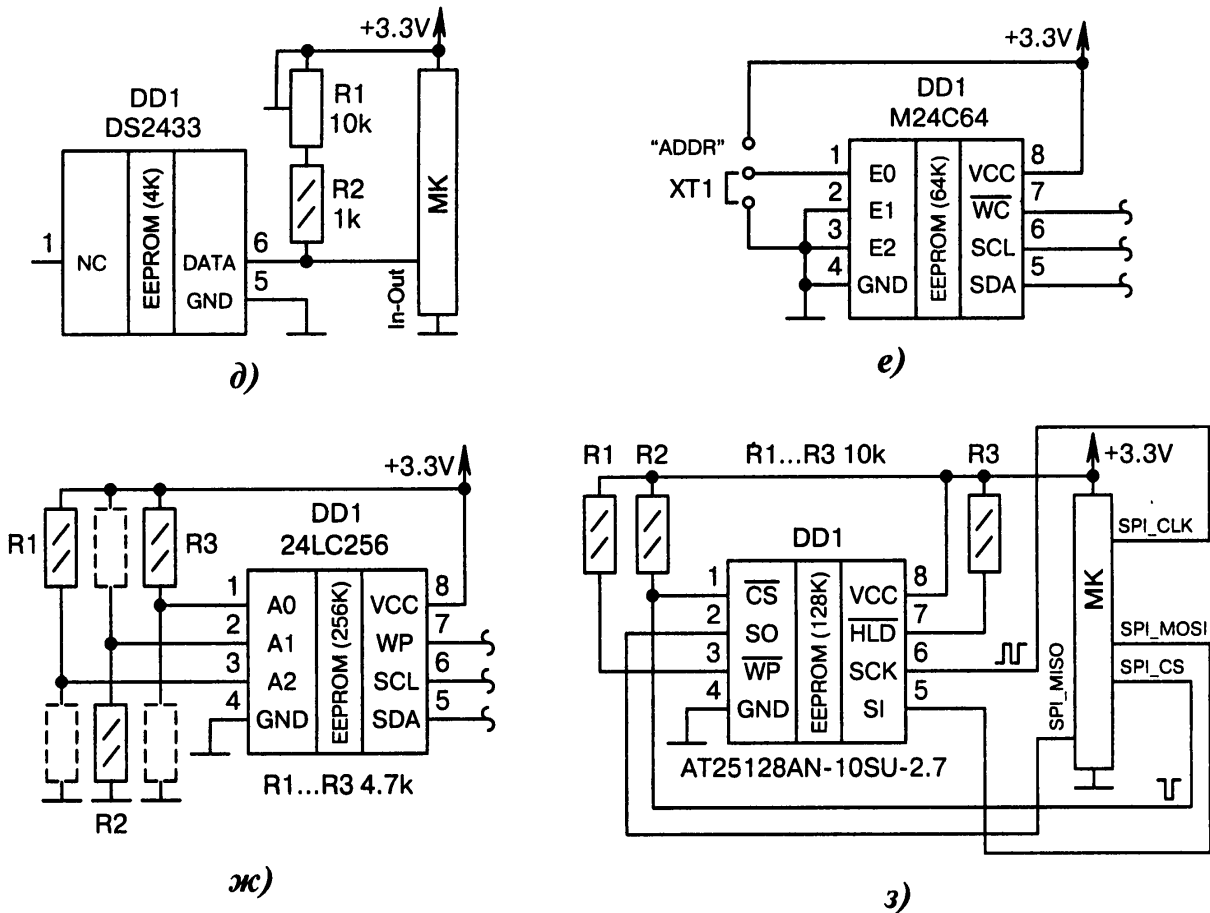 +3.3V
DD1
DS2433
R1
10k
R2
1k
MK
1
NC
EEPROM (4K)
DATA
GND
6
5
In-Out
д)
+3.3V
DD1
M24C64
"ADDR"
XT1
1
2
3
4
E0
E1
E2
GND
EEPROM (64K)
VCC
WC
SCL
SDA
8
7
6
5
е)
+3.3V
R1
R3
DD1
24LC256
1
2
3
4
A0
A1
A2
GND
EEPROM (256K)
VCC
WP
SCL
SDA
8
7
6
5
R1...R3 4.7k
R2
ж)
R1
R2
R1...R3 10k
R3
+3.3V
DD1
1
2
3
4
CS
SO
WP
GND
EEPROM (128K)
VCC
HLD
SCK
SI
8
7
6
5
AT25128AN-10SU-2.7
MK
SPI_CLK
SPI_MOSI
SPI_CS
SPI_MISO
з)